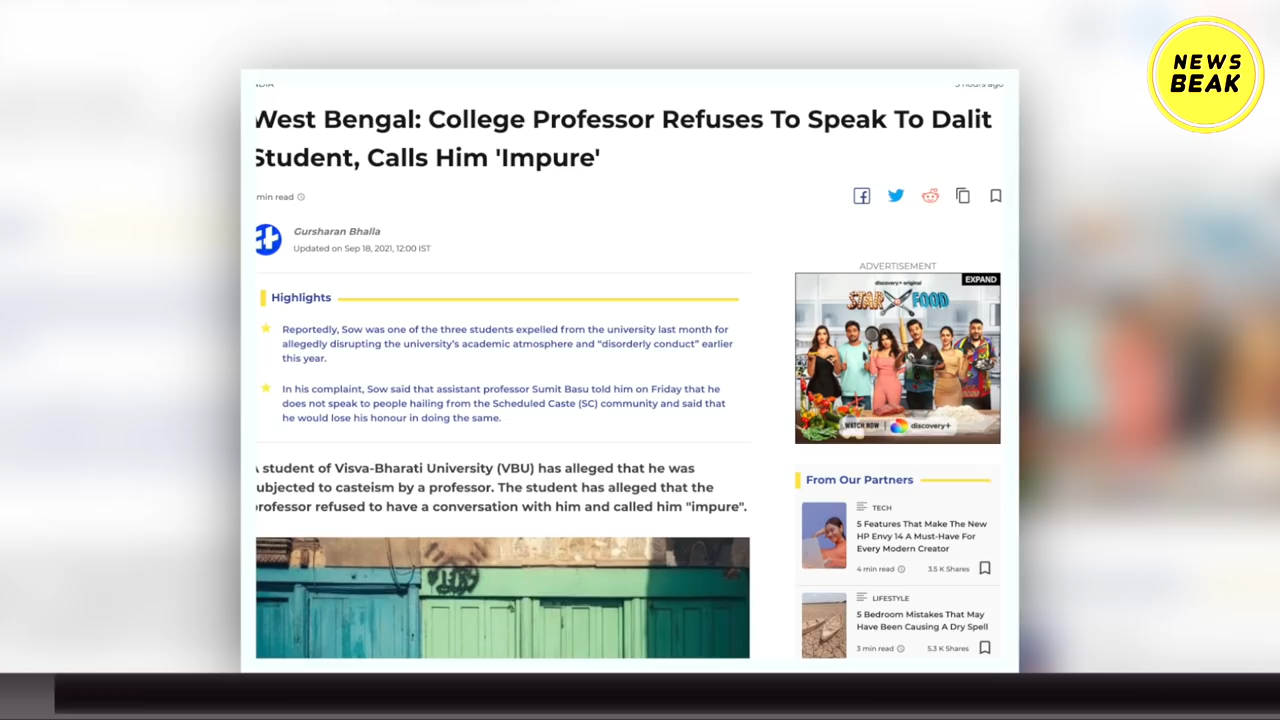 NEWS
BEAK
West Bengal: College Professor Refuses To Speak To Dalit
Student, Calls Him 'Impure'
min read
Gursharan Bhalla
Updated on Sep 18, 2021, 12:00 IST
Highlights
Reportedly, Sow was one of the three students expelled from the university last month for
allegedly disrupting the university's academic atmosphere and “disorderly conduct” earlier
this year.
In his complaint, Sow said that assistant professor Sumit Basu told him on Friday that he
does not speak to people hailing from the Scheduled Caste (SC) community and said that
he would lose his honour in doing the same.
A student of Visva-Bharati University (VBU) has alleged that he was
subjected to casteism by a professor. The student has alleged that the
professor refused to have a conversation with him and called him "impure".
ADVERTISEMENT
EXPAND
discovery+ original
STAR FOOD
WATCH NOW
discovery+
From Our Partners
TECH
5 Features That Make The New
HP Envy 14 A Must-Have For
Every Modern Creator
4 min read
3.5 K Shares
LIFESTYLE
5 Bedroom Mistakes That May
Have Been Causing A Dry Spell
3 min read
5.3 K Shares